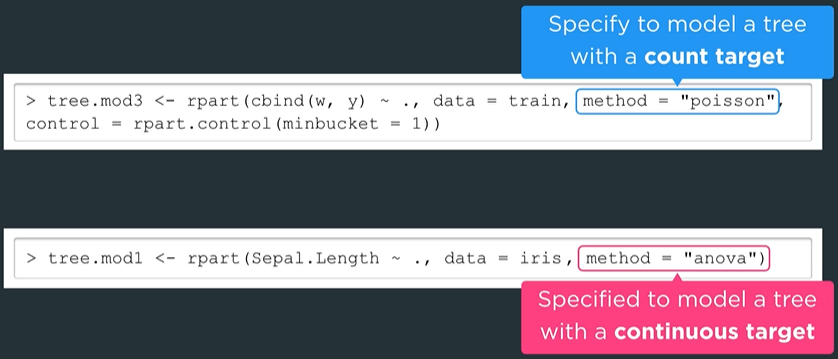 Specify to model a tree
with a count target
> tree.mod3 <- rpart(cbind(w, y) ~ ., data = train, method = "poisson",
control = rpart.control(minbucket = 1))
> tree.mod1 <- rpart(Sepal.Length ~ ., data = iris, method = "anova")
Specified to model a tree
with a continuous target